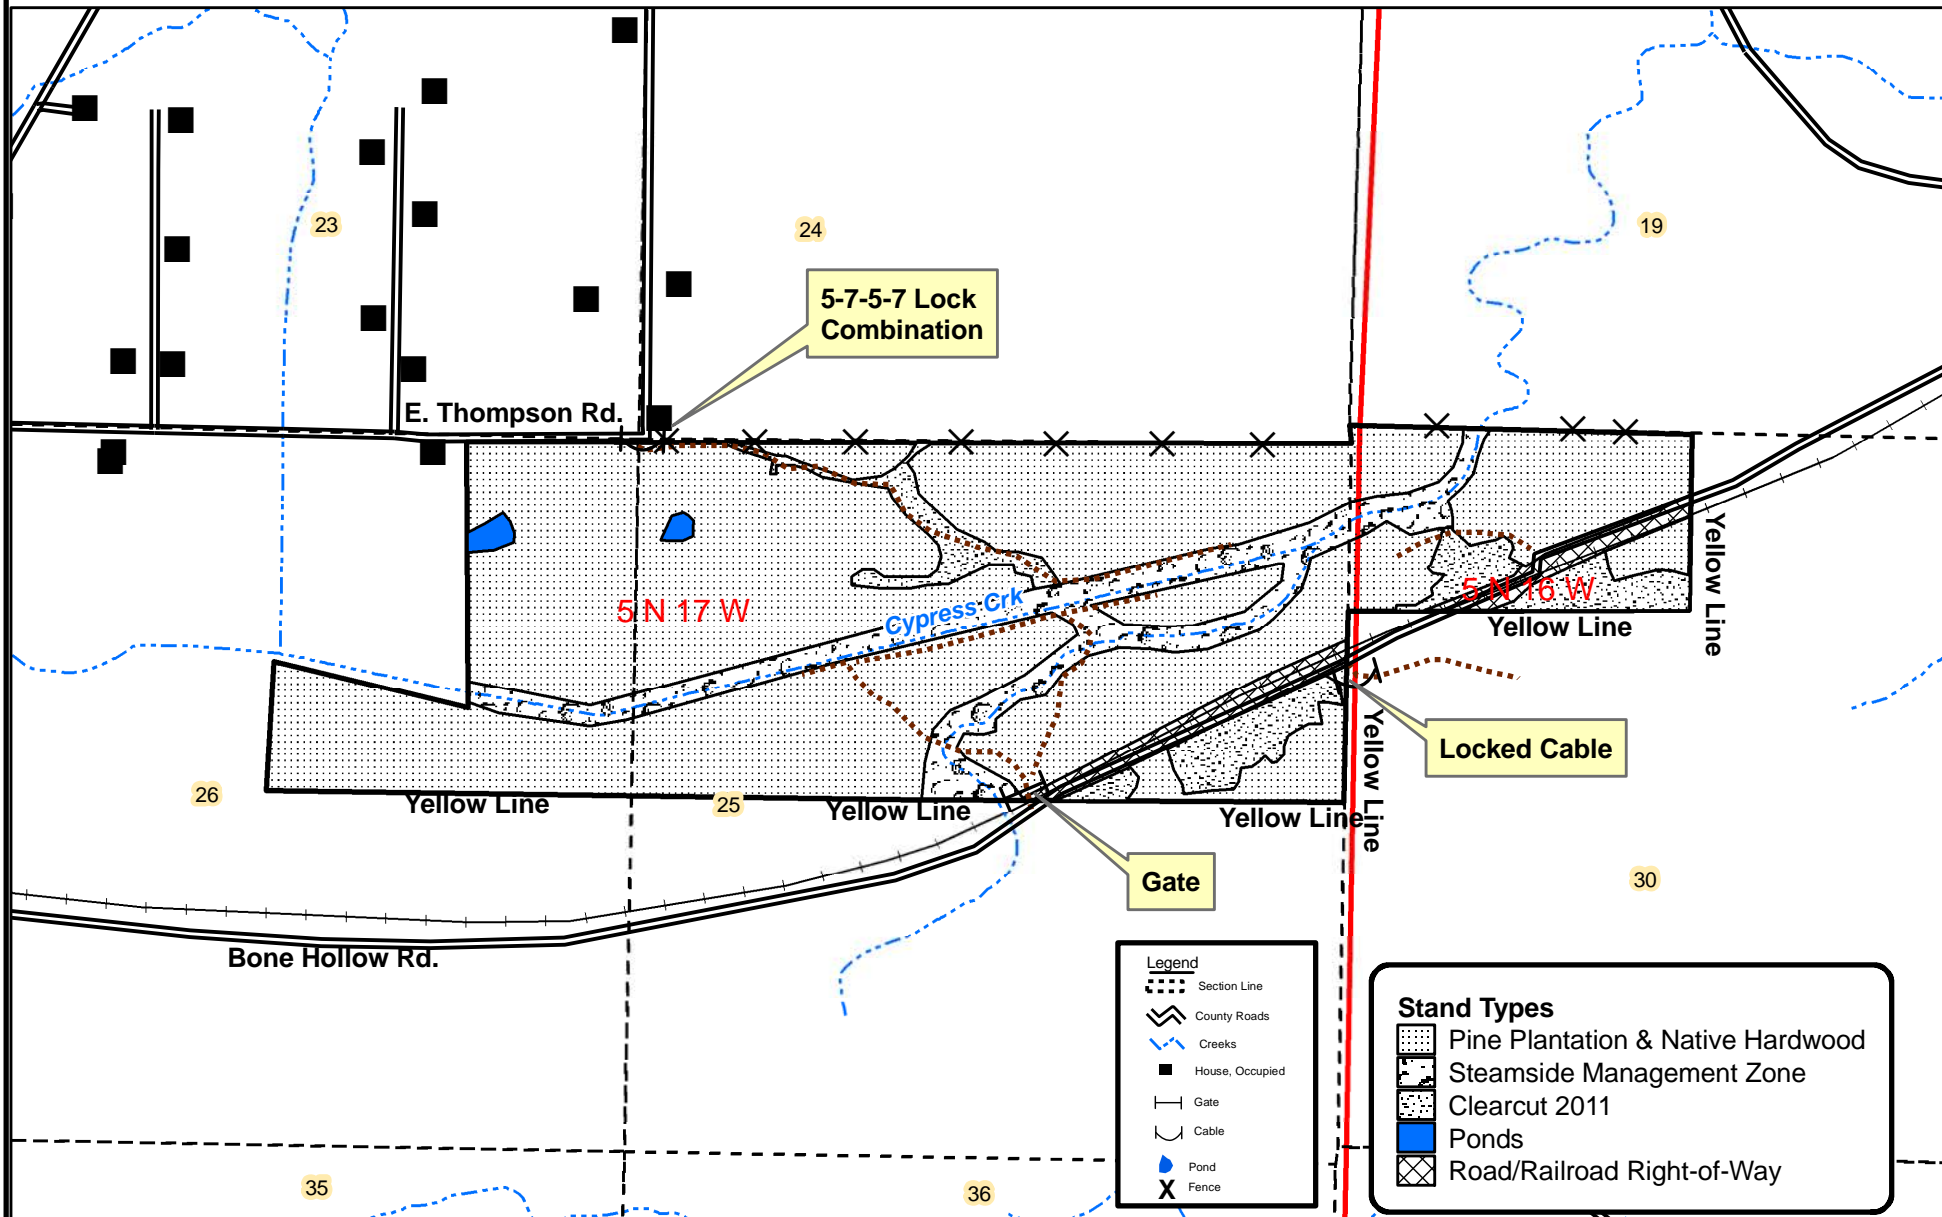 23
24
19
5-7-5-7 Lock
Combination
E. Thompson Rd.
5 N 17 W
Cypress Crk
5 N 16 W
Yellow Line
Yellow Line
Yellow Line
Locked Cable
26
Yellow Line
25
Yellow Line
Yellow Line
Gate
30
Bone Hollow Rd.
Legend
Section Line
County Roads
Creeks
House, Occupied
Gate
Cable
Pond
X Fence
Stand Types
Pine Plantation & Native Hardwood
Steamside Management Zone
Clearcut 2011
Ponds
Road/Railroad Right-of-Way
35
36